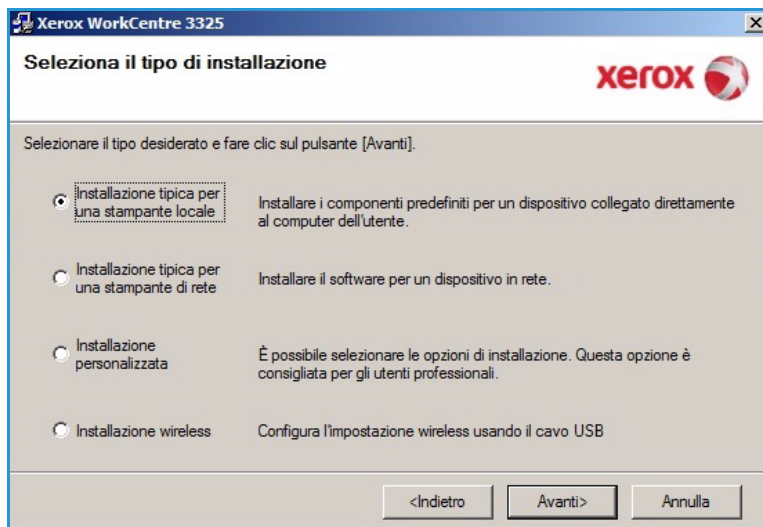 Xerox WorkCentre 3325
Seleziona il tipo di installazione
xerox
Selezionare il tipo desiderato e fare clic sul pulsante [Avanti].
Installazione tipica per
una stampante locale
Installare i componenti predefiniti per un dispositivo collegato direttamente
al computer dell'utente.
Installazione tipica per
una stampante di rete
Installare il software per un dispositivo in rete.
Installazione
personalizzata
È possibile selezionare le opzioni di installazione. Questa opzione è
consigliata per gli utenti professionali.
Installazione wireless
Configura l'impostazione wireless usando il cavo USB
<Indietro
Avanti>
Annulla